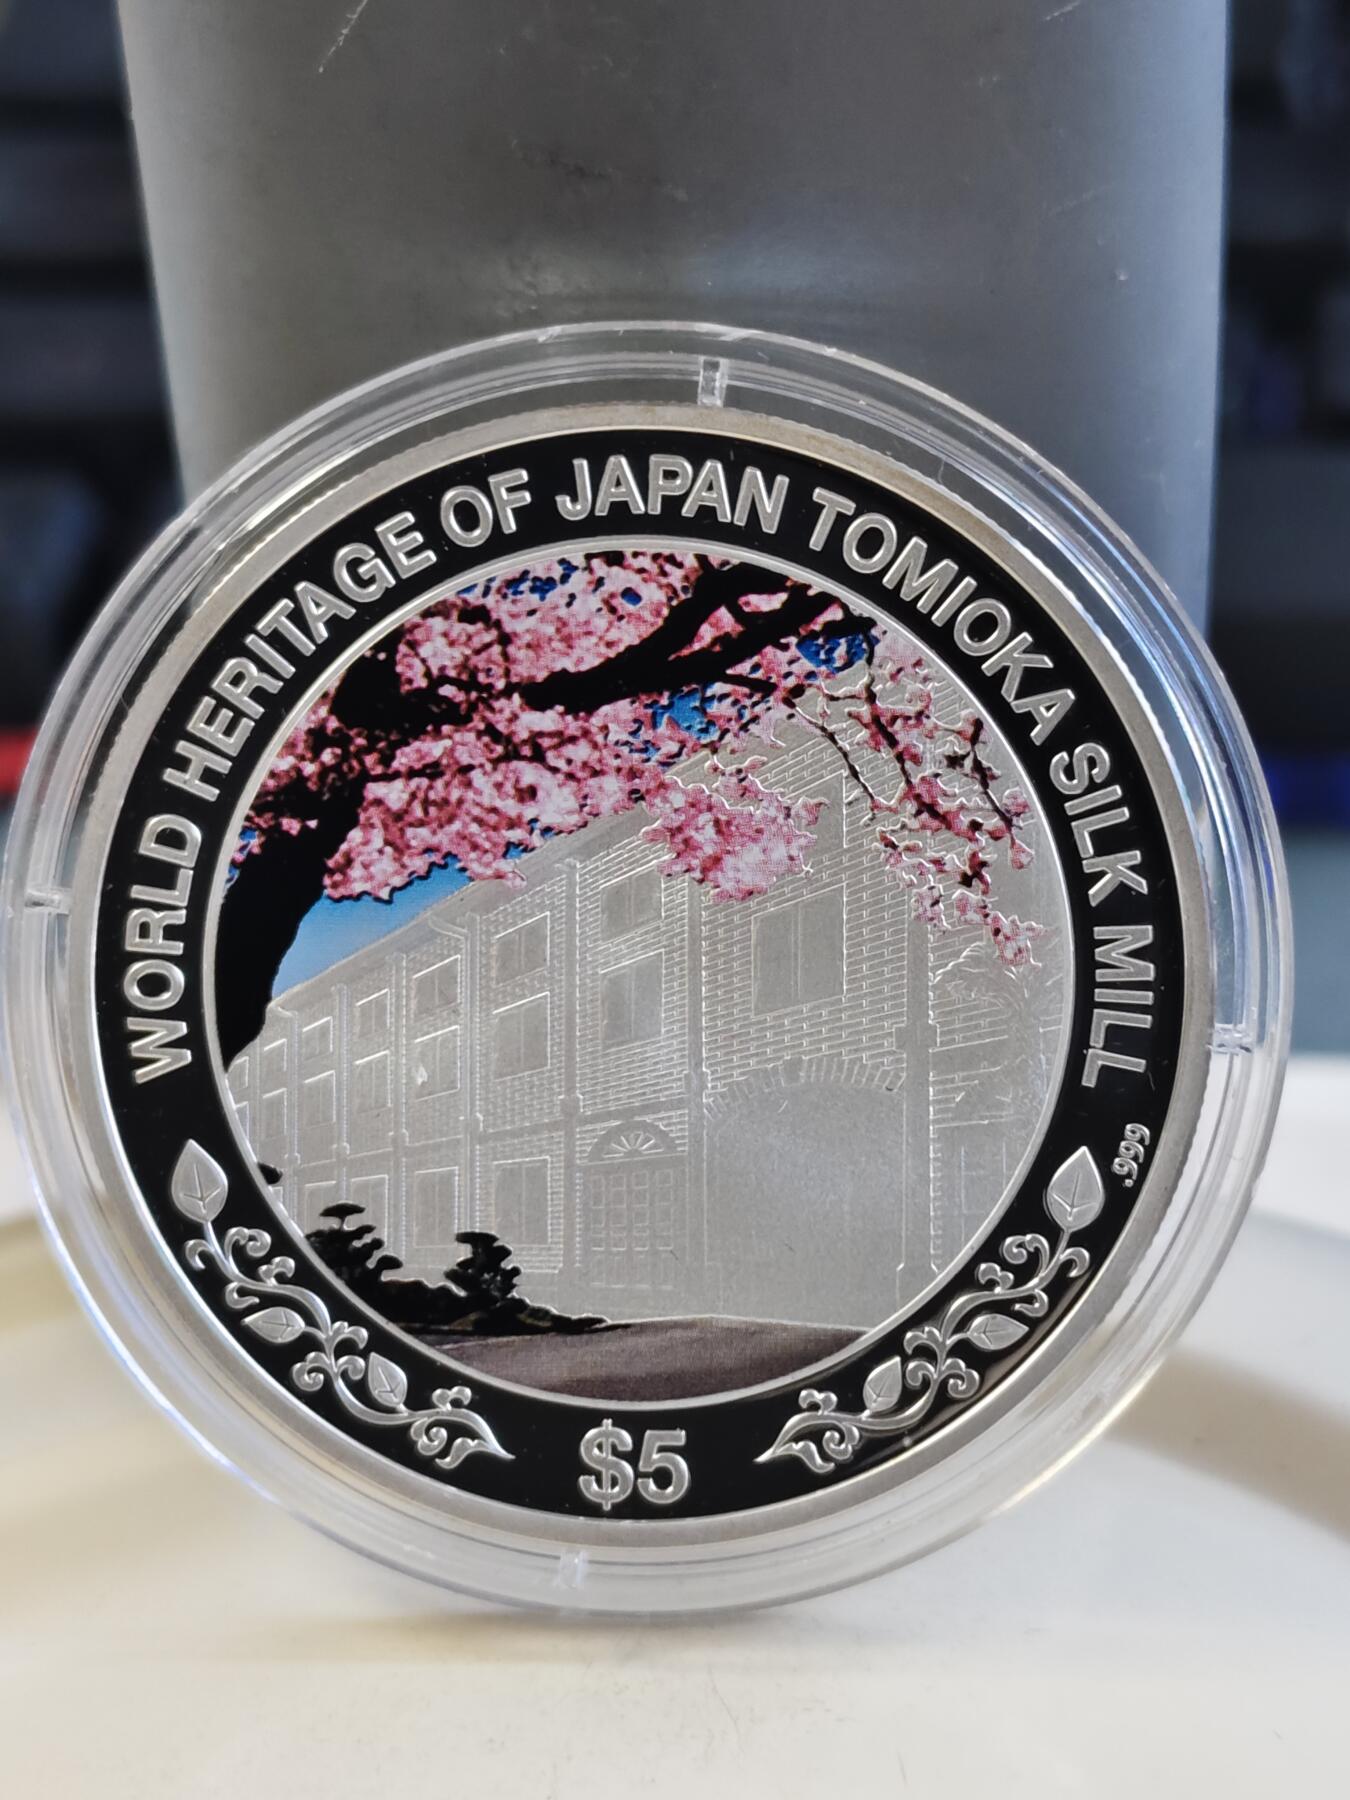 WORLD HERITAGE OF JAPAN TOMIOKA SILK MILL
.999
$5